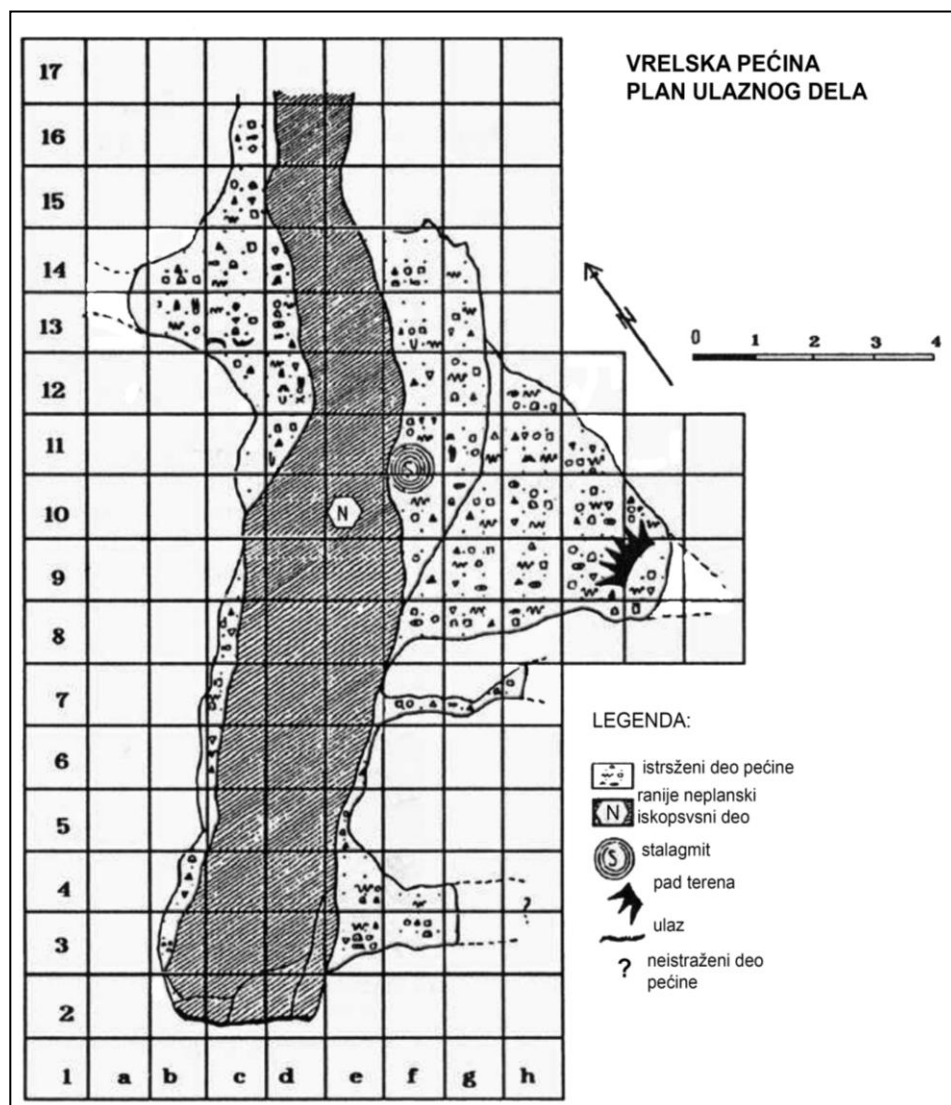 VRELSKA PEĆINA
PLAN ULAZNOG DELA
17
16
15
14
13
12
11
10
9
8
7
6
5
4
3
2
1 a b c d e f g h
N
0 1 2 3 4
S
N
?
LEGENDA:
istrsženi deo pećine
N ranije neplanski
iskopsvsni deo
S stalagmit
pad terena
ulaz
? neistraženi deo
pećine